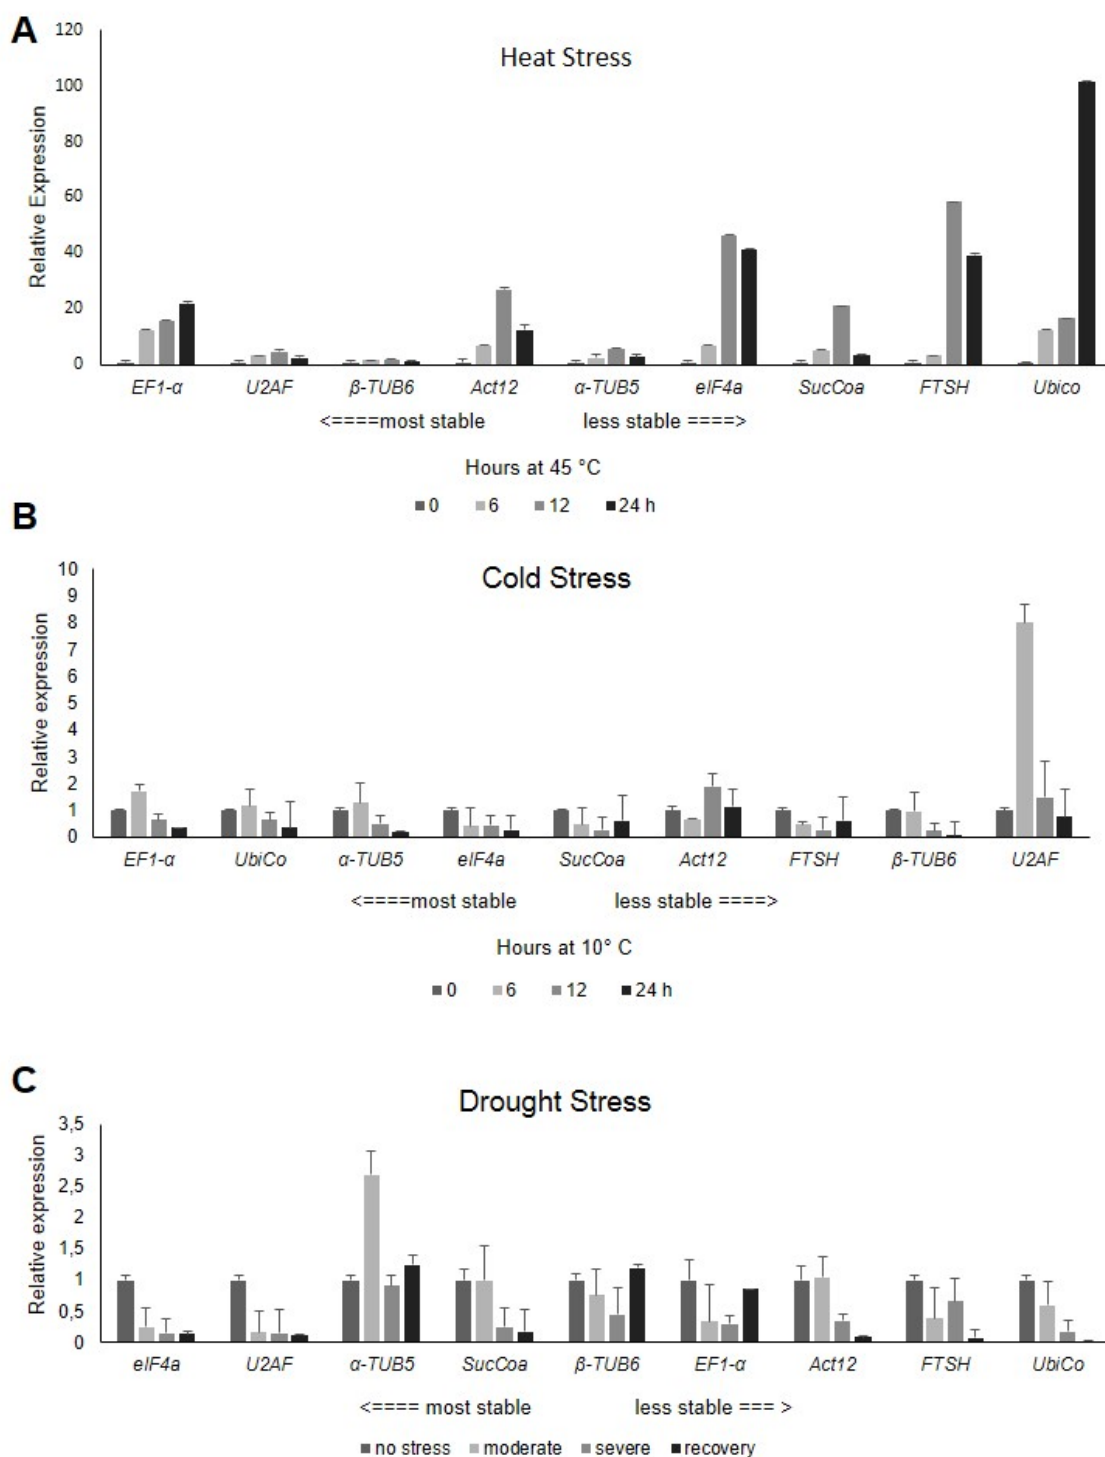 A
Heat Stress
Relative Expression
120
100
80
60
40
20
0
EF1-α U2AF β-TUB6 Act12 α-TUB5 eIF4a SucCoa FTSH Ubico
<====most stable less stable ====>
Hours at 45 °C
0 6 12 24 h
B
Cold Stress
Relative expression
10
9
8
7
6
5
4
3
2
1
0
EF1-α UbiCo α-TUB5 eIF4a SucCoa Act12 FTSH β-TUB6 U2AF
<====most stable less stable ====>
Hours at 10° C
0 6 12 24 h
C
Drought Stress
Relative expression
3,5
3
2,5
2
1,5
1
0,5
0
eIF4a U2AF α-TUB5 SucCoa β-TUB6 EF1-α Act12 FTSH UbiCo
<==== most stable less stable === >
no stress moderate severe recovery